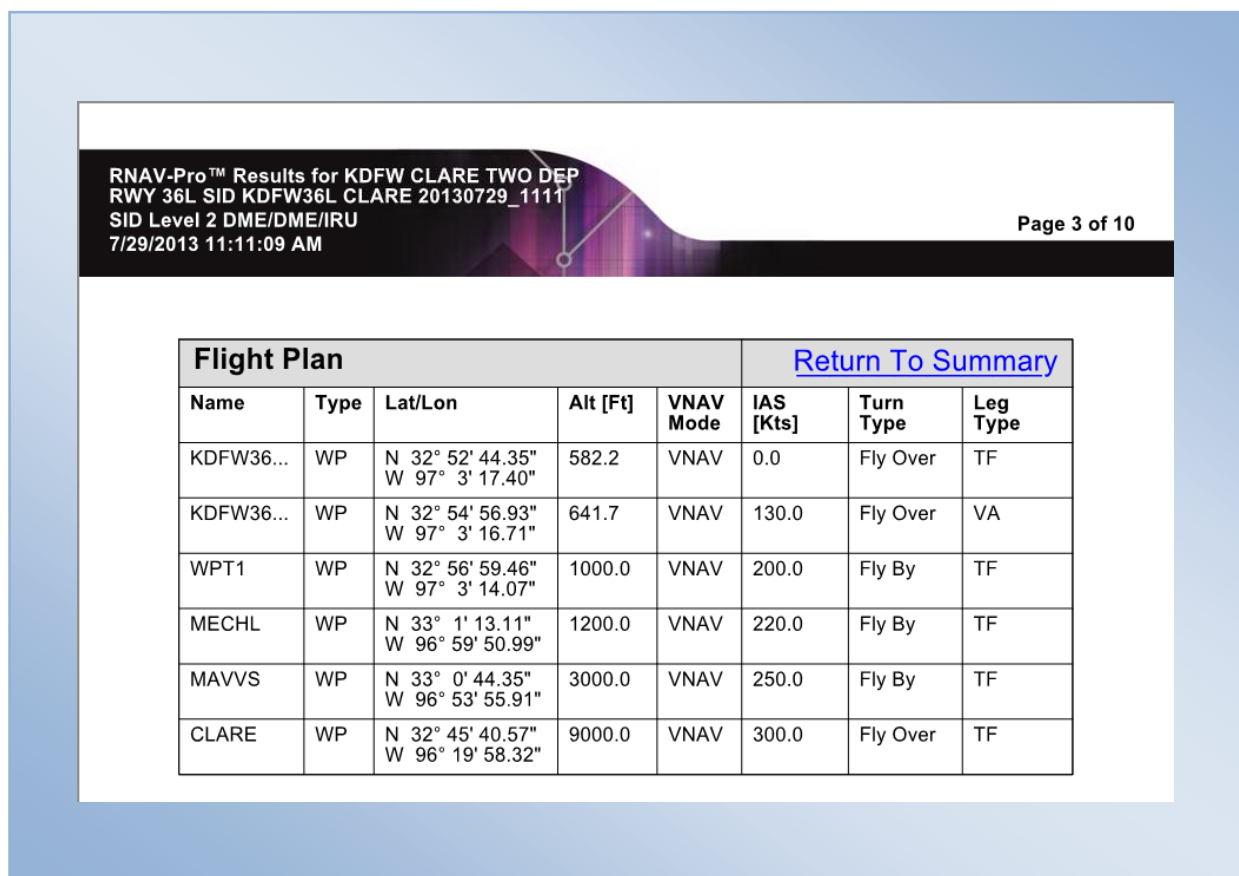 RNAV-Pro™ Results for KDFW CLARE TWO DEP
RWY 36L SID KDFW36L CLARE 20130729_1111
SID Level 2 DME/DME/IRU
7/29/2013 11:11:09 AM
Page 3 of 10
Flight Plan Return To Summary
Name Type Lat/Lon Alt [Ft] VNAV Mode IAS [Kts] Turn Type Leg Type
KDFW36... WP N 32° 52' 44.35" 582.2 VNAV 0.0 Fly Over TF
W 97° 3' 17.40"
KDFW36... WP N 32° 54' 56.93" 641.7 VNAV 130.0 Fly Over VA
W 97° 3' 16.71"
WPT1 WP N 32° 56' 59.46" 1000.0 VNAV 200.0 Fly By TF
W 97° 3' 14.07"
MECHL WP N 33° 1' 13.11" 1200.0 VNAV 220.0 Fly By TF
W 96° 59' 50.99"
MAVVS WP N 33° 0' 44.35" 3000.0 VNAV 250.0 Fly By TF
W 96° 53' 55.91"
CLARE WP N 32° 45' 40.57" 9000.0 VNAV 300.0 Fly Over TF
W 96° 19' 58.32"